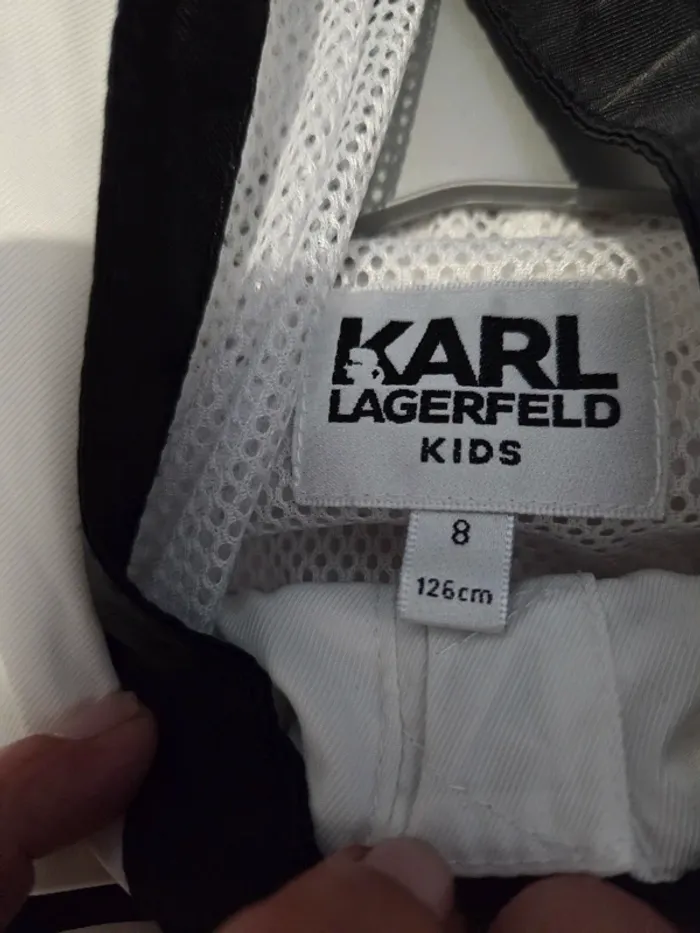 KARL
LAGERFELD
KIDS
8
126cm